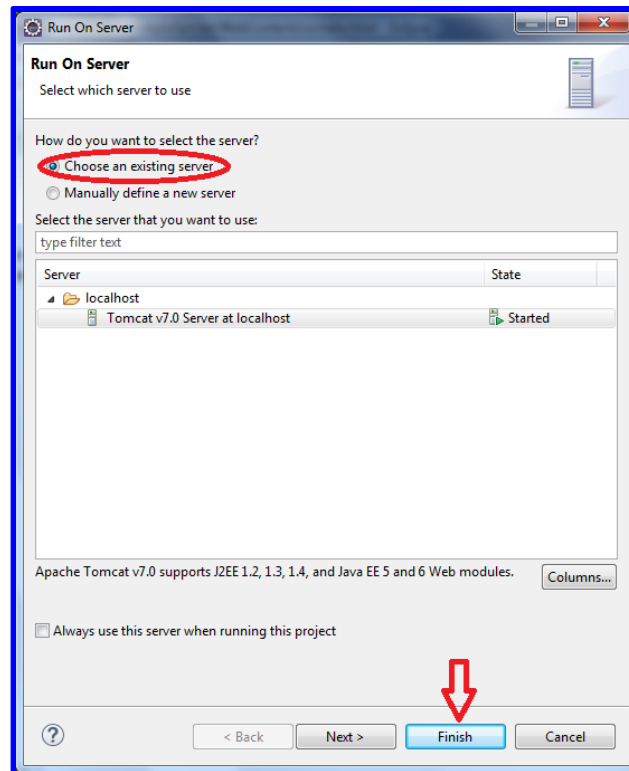 Run On Server
Run On Server
Select which server to use
How do you want to select the server?
Choose an existing server
Manually define a new server
Select the server that you want to use:
type filter text
Server State
localhost
Tomcat v7.0 Server at localhost Started
Apache Tomcat v7.0 supports J2EE 1.2, 1.3, 1.4, and Java EE 5 and 6 Web modules. Columns...
Always use this server when running this project
? < Back Next > Finish Cancel